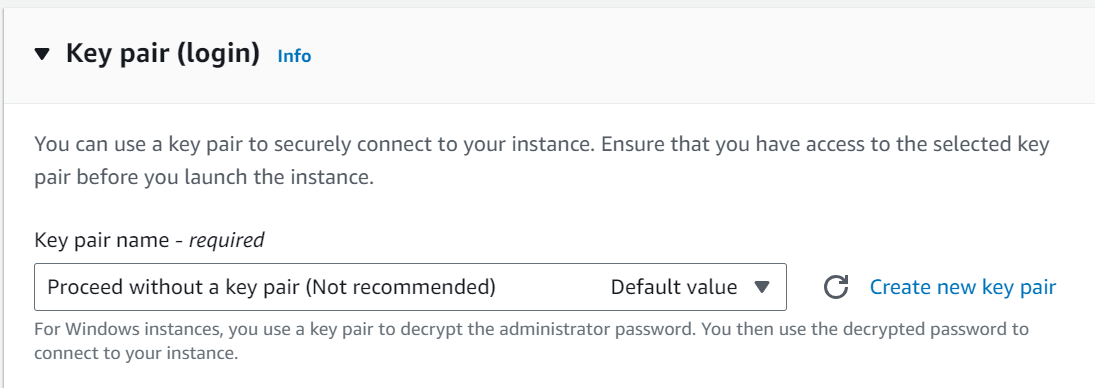 Key pair (login) Info
You can use a key pair to securely connect to your instance. Ensure that you have access to the selected key
pair before you launch the instance.
Key pair name - required
Proceed without a key pair (Not recommended) Default value Create new key pair
For Windows instances, you use a key pair to decrypt the administrator password. You then use the decrypted password to
connect to your instance.